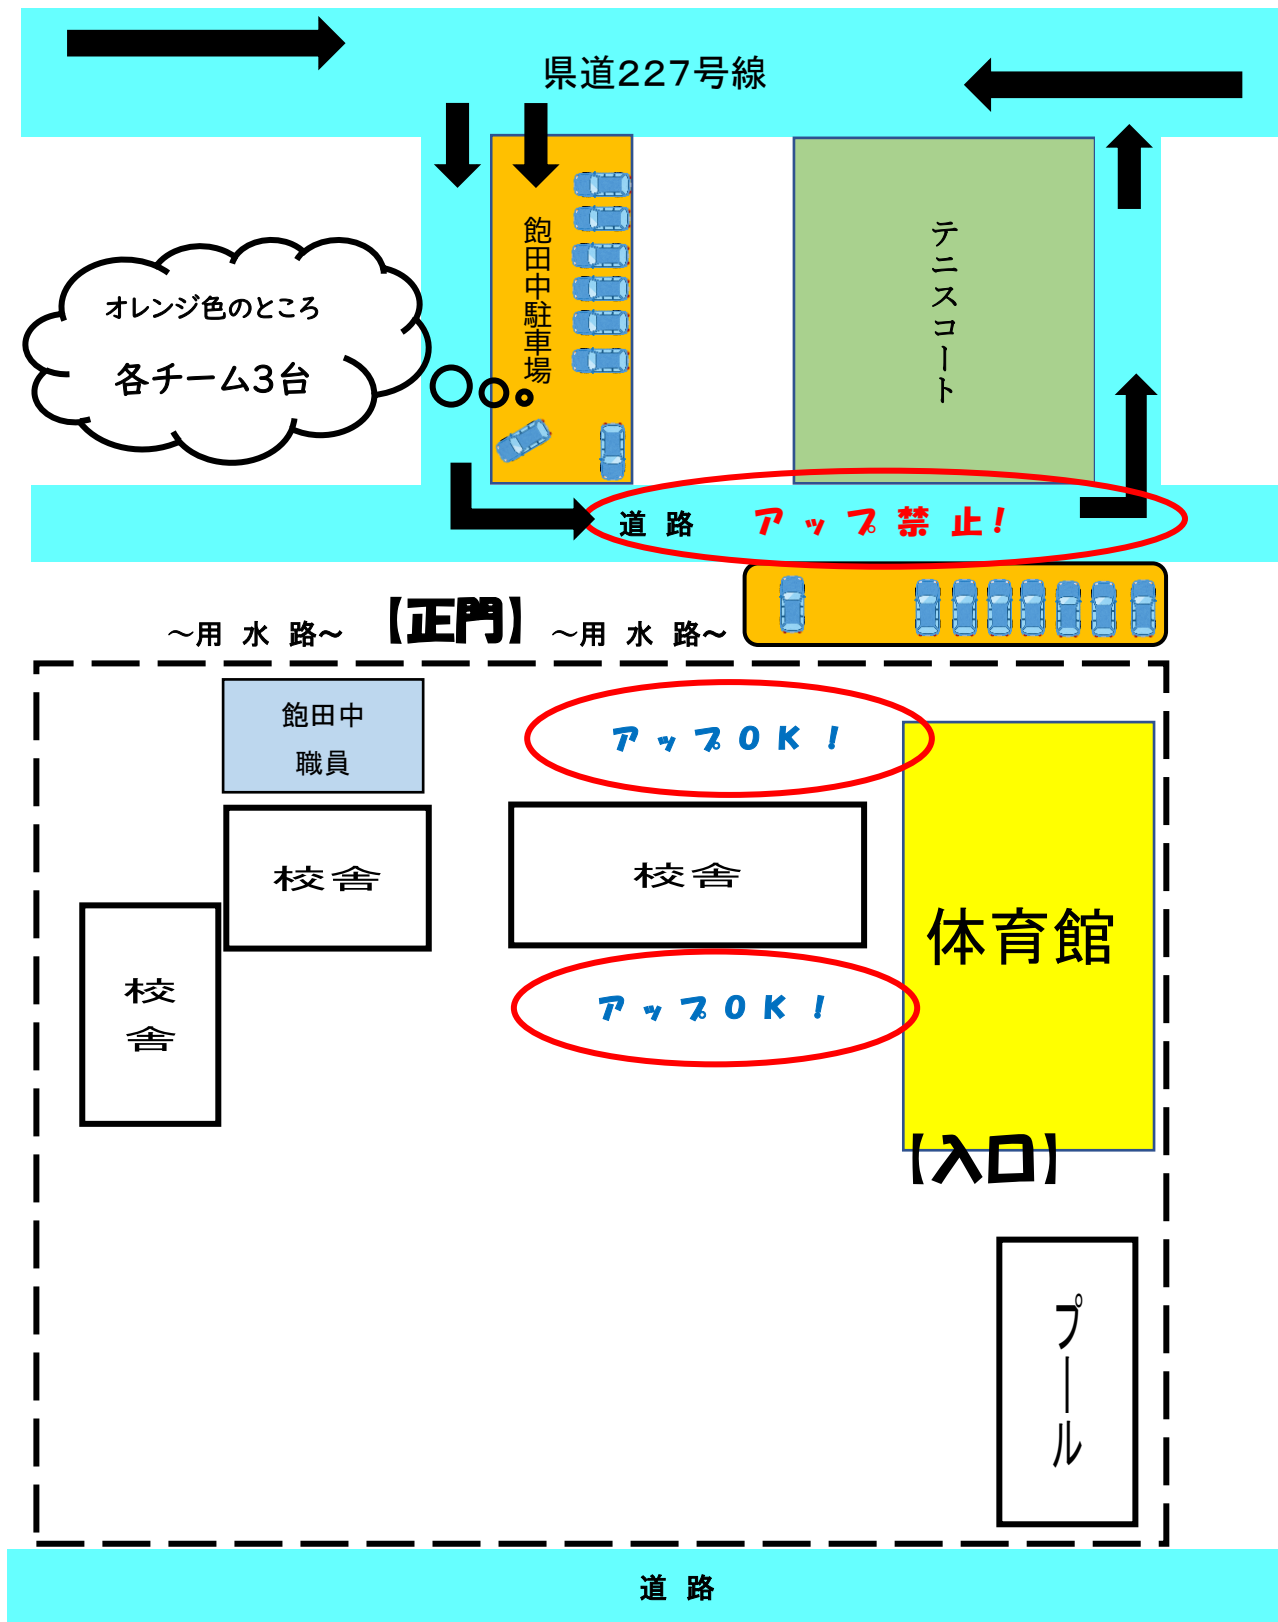 県道227号線
飽田中駐車場
テニスコート
オレンジ色のところ
各チーム3台
道 路
アップ禁止!
～用 水 路～
【正門】
～用 水 路～
飽田中
職員
アップOK!
校舎
校舎
体育館
校舎
アップOK!
【入口】
プール
道 路